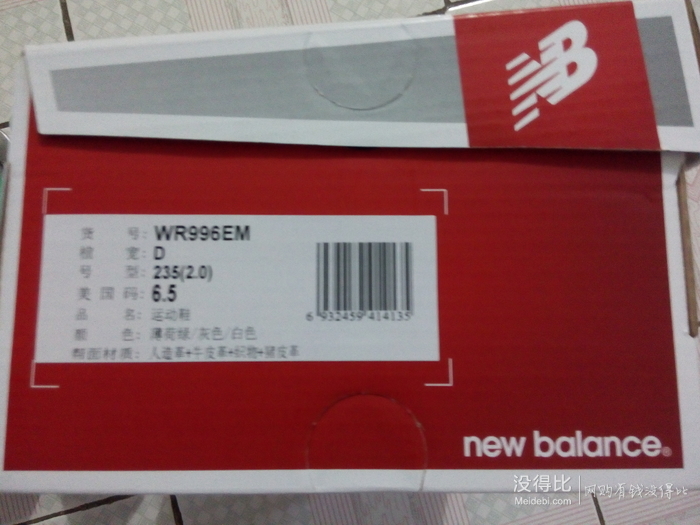 NB
货号: WR996EM
楦宽: D
号型: 235(2.0)
美国码: 6.5
品名: 运动鞋
颜色: 薄荷绿/灰色/白色
帮面材质: 人造革+牛皮革+织物+猪皮革
6 932459 414135
new balance®
没得比
Meidebi.com
网购有钱没得比